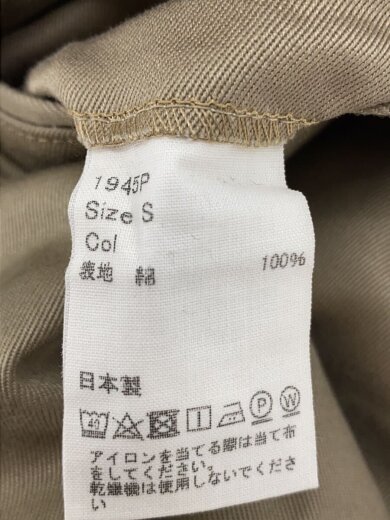 1945P
Size S
Col
表地 綿 100%
日本製
40 P W
アイロンを当てる際は当て布
をしてください。
乾燥機は使用しないでくださ
い